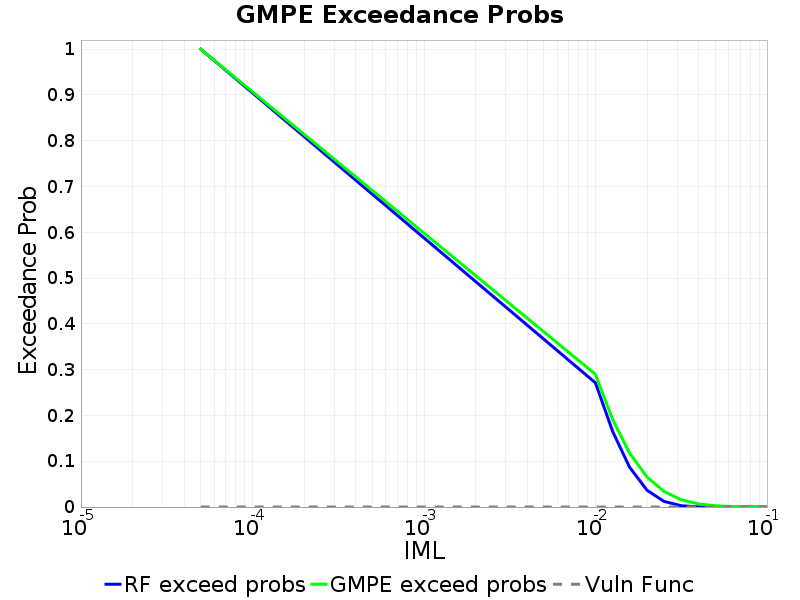 GMPE Exceedance Probs
Exceedance Prob
1
0.9
0.8
0.7
0.6
0.5
0.4
0.3
0.2
0.1
0
10-5
10-4
10-3
10-2
10-1
IML
RF exceed probs
GMPE exceed probs
Vuln Func